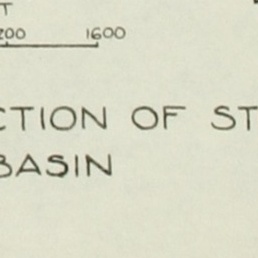 T
200 1600
CTION OF ST
BASIN